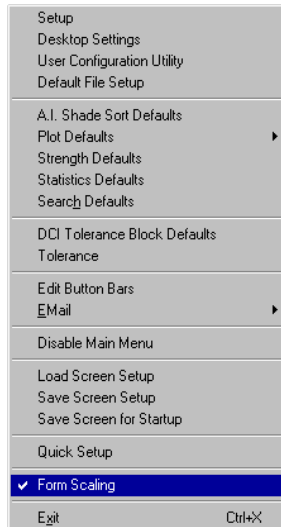 Setup
Desktop Settings
User Configuration Utility
Default File Setup
A.I. Shade Sort Defaults
Plot Defaults
Strength Defaults
Statistics Defaults
Search Defaults
DCI Tolerance Block Defaults
Tolerance
Edit Button Bars
EMail
Disable Main Menu
Load Screen Setup
Save Screen Setup
Save Screen for Startup
Quick Setup
Form Scaling
Exit Ctrl+X